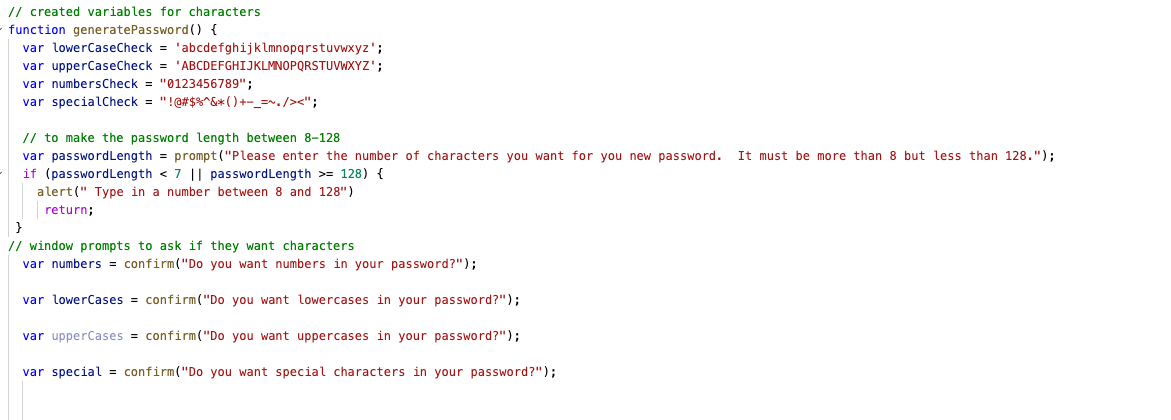 // created variables for characters
function generatePassword() {
var lowerCaseCheck = 'abcdefghijklmnopqrstuvwxyz';
var upperCaseCheck = 'ABCDEFGHIJKLMNOPQRSTUVWXYZ';
var numbersCheck = "0123456789";
var specialCheck = "!@#$%^&*()+-_=~./><";
// to make the password length between 8-128
var passwordLength = prompt("Please enter the number of characters you want for you new password.  It must be more than 8 but less than 128.");
if (passwordLength < 7 || passwordLength >= 128) {
alert(" Type in a number between 8 and 128")
return;
}
// window prompts to ask if they want characters
var numbers = confirm("Do you want numbers in your password?");
var lowerCases = confirm("Do you want lowercases in your password?");
var upperCases = confirm("Do you want uppercases in your password?");
var special = confirm("Do you want special characters in your password?");